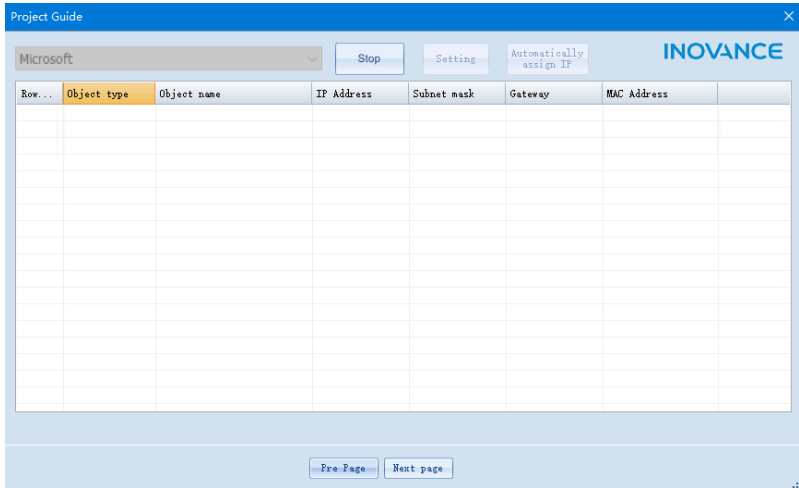 Project Guide
Microsoft
Stop
Setting
Automatically
assign IP
INOVANCE
Row...
Object type
Object name
IP Address
Subnet mask
Gateway
MAC Address
Pre Page
Next page